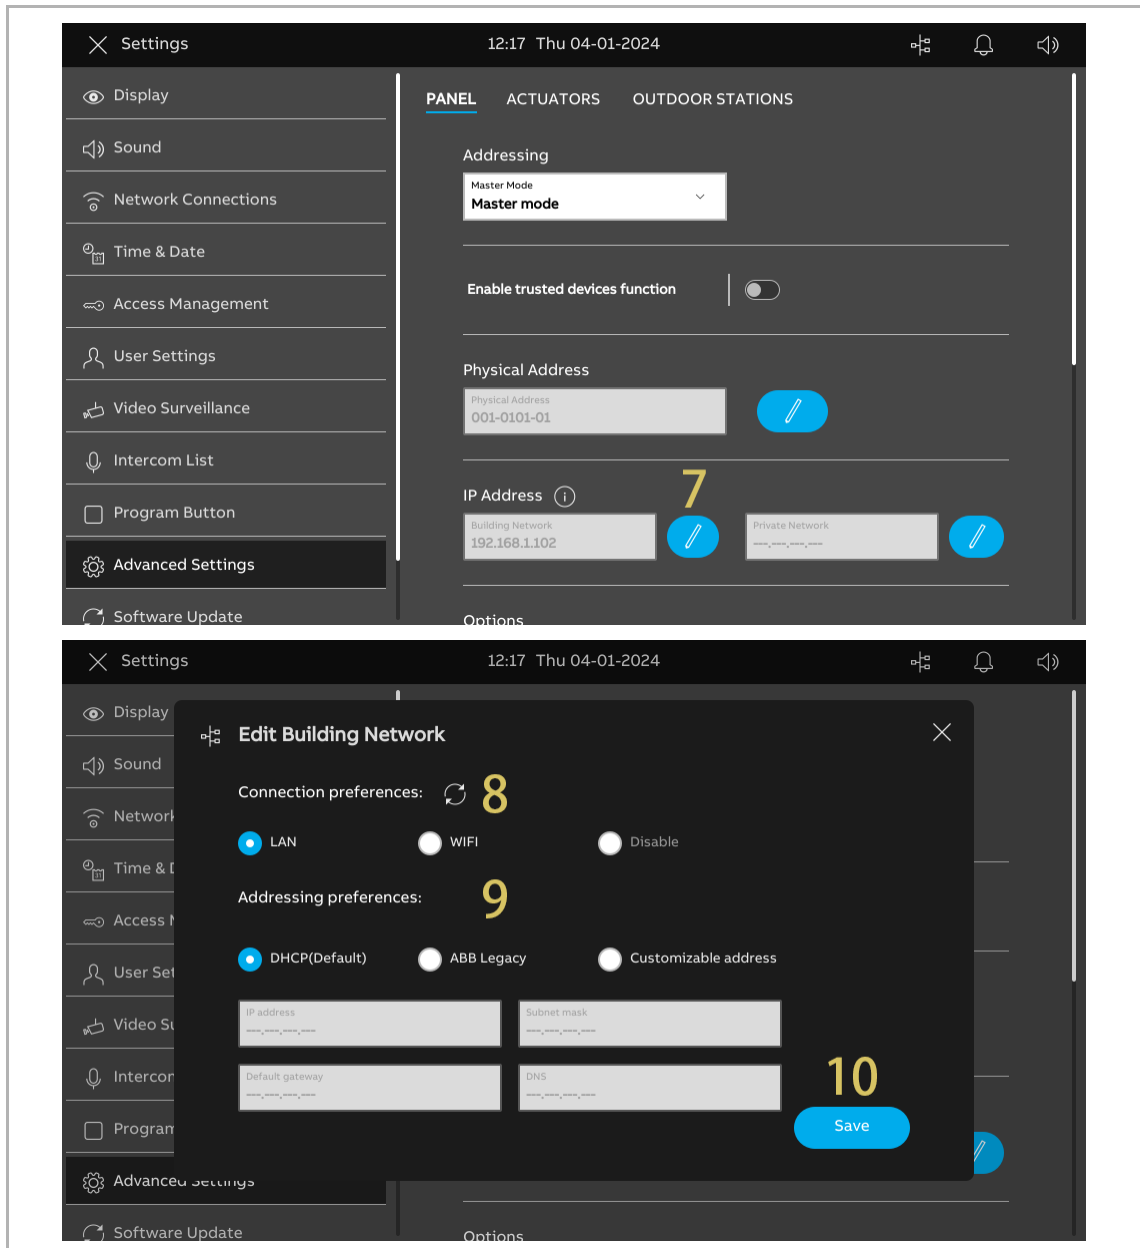 Settings
12:17 Thu 04-01-2024
Display
Sound
Network Connections
Time & Date
Access Management
User Settings
Video Surveillance
Intercom List
Program Button
Advanced Settings
Software Update
PANEL ACTUATORS OUTDOOR STATIONS
Addressing
Master Mode
Master mode
Enable trusted devices function
Physical Address
Physical Address
001-0101-01
IP Address
7
Building Network
192.168.1.102
Private Network
---.---.---.---
Options
Settings
12:17 Thu 04-01-2024
Display
Sound
Network
Time & D
Access M
User Set
Video Su
Intercom
Program
Advanced Settings
Software Update
Edit Building Network
Connection preferences:
8
LAN WIFI Disable
Addressing preferences:
9
DHCP(Default) ABB Legacy Customizable address
IP address
---.---.---.---
Subnet mask
---.---.---.---
Default gateway
---.---.---.---
DNS
---.---.---.---
10
Save
Options